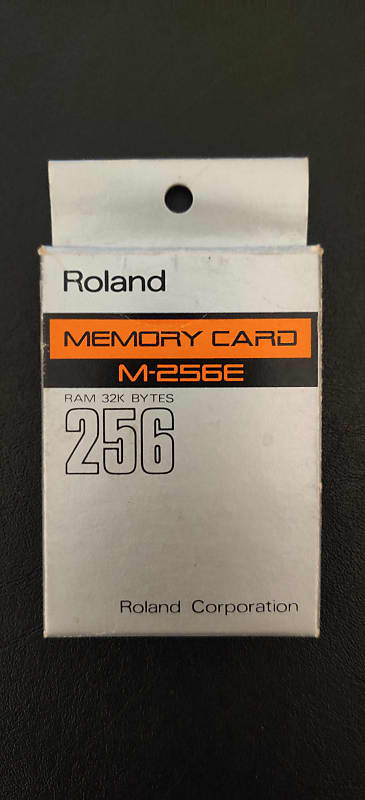 Roland
MEMORY CARD
M-256E
RAM 32K BYTES
256
Roland Corporation